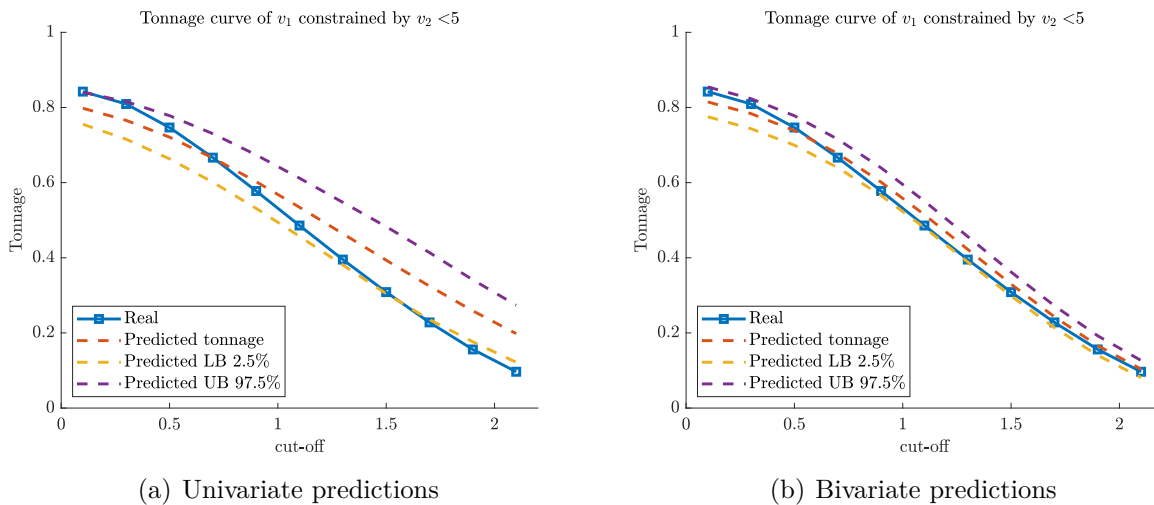 Tonnage curve of v₁ constrained by v₂ <5
1
0.8
0.6
0.4
0.2
0
Tonnage
Real
Predicted tonnage
Predicted LB 2.5%
Predicted UB 97.5%
0 0.5 1 1.5 2
cut-off
(a) Univariate predictions
Tonnage curve of v₁ constrained by v₂ <5
1
0.8
0.6
0.4
0.2
0
Tonnage
Real
Predicted tonnage
Predicted LB 2.5%
Predicted UB 97.5%
0 0.5 1 1.5 2
cut-off
(b) Bivariate predictions